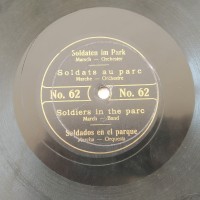 Soldaten im Park
Marsch — Orchester
Soldats au parc
Marche — Orchestre
No. 62 No. 62
Soldiers in the parc
March — Band
Soldados en el parque
Marcha — Orquesta